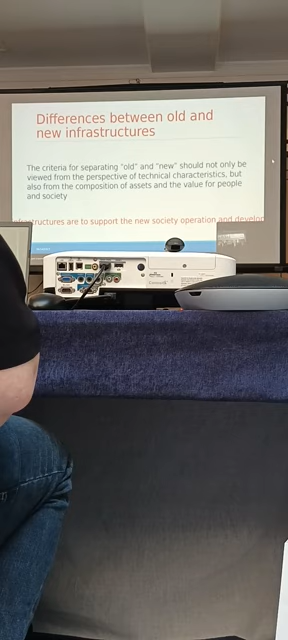 Differences between old and
new infrastructures
The criteria for separating "old" and "new" should not only be
viewed from the perspective of technical characteristics, but
also from the composition of assets and the value for people
and society
frastructures are to support the new society operation and develop